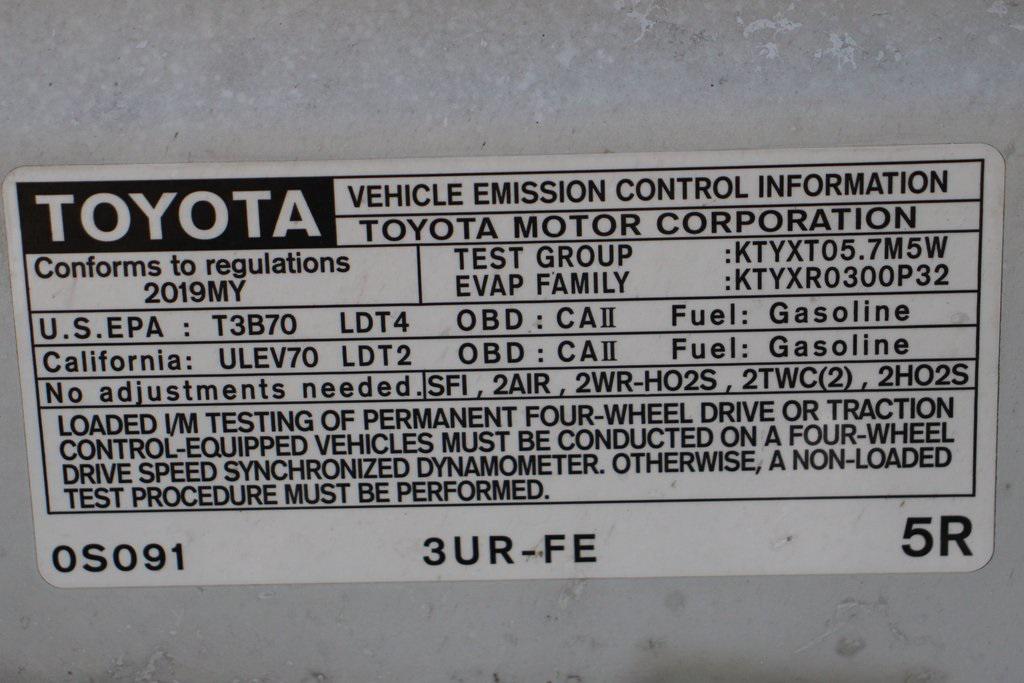 TOYOTA VEHICLE EMISSION CONTROL INFORMATION
TOYOTA MOTOR CORPORATION
Conforms to regulations
2019MY
TEST GROUP :KTYXT05.7M5W
EVAP FAMILY :KTYXR0300P32
U.S.EPA : T3B70 LDT4 OBD : CAII Fuel: Gasoline
California: ULEV70 LDT2 OBD : CAII Fuel: Gasoline
No adjustments needed. SFI , 2AIR , 2WR-HO2S , 2TWC(2) , 2HO2S
LOADED I/M TESTING OF PERMANENT FOUR-WHEEL DRIVE OR TRACTION
CONTROL-EQUIPPED VEHICLES MUST BE CONDUCTED ON A FOUR-WHEEL
DRIVE SPEED SYNCHRONIZED DYNAMOMETER. OTHERWISE, A NON-LOADED
TEST PROCEDURE MUST BE PERFORMED.
0S091 3UR-FE 5R